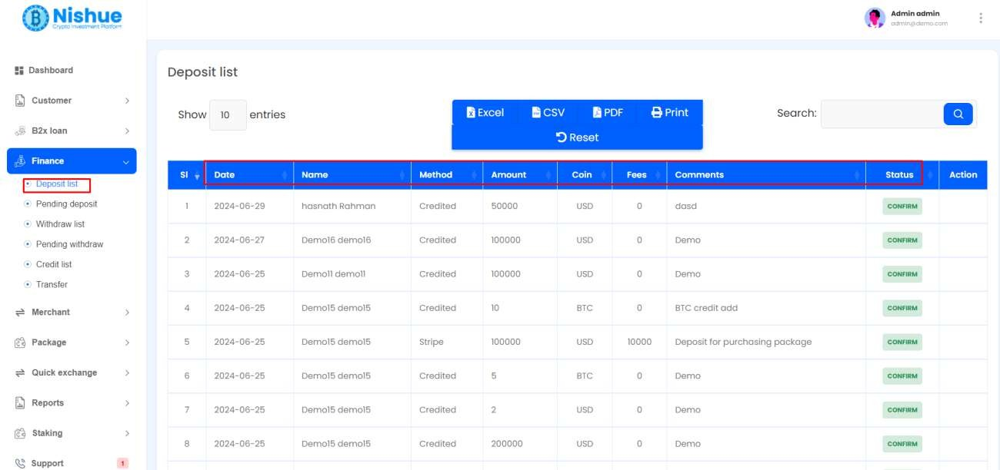 Nishue
Crypto Investment Platform
Admin admin
admin@demo.com
Dashboard
Customer
B2x loan
Finance
Deposit list
Pending deposit
Withdraw list
Pending withdraw
Credit list
Transfer
Merchant
Package
Quick exchange
Reports
Staking
Support 1
Deposit list
Show 10 entries
Excel CSV PDF Print
Reset
Search:
Sl Date Name Method Amount Coin Fees Comments Status Action
1 2024-06-29 hasnath Rahman Credited 50000 USD 0 dasd CONFIRM
2 2024-06-27 Demo16 demo16 Credited 100000 USD 0 Demo CONFIRM
3 2024-06-25 Demo11 demo11 Credited 100000 USD 0 Demo CONFIRM
4 2024-06-25 Demo15 demo15 Credited 10 BTC 0 BTC credit add CONFIRM
5 2024-06-25 Demo15 demo15 Stripe 100000 USD 10000 Deposit for purchasing package CONFIRM
6 2024-06-25 Demo15 demo15 Credited 5 BTC 0 Demo CONFIRM
7 2024-06-25 Demo15 demo15 Credited 2 USD 0 Demo CONFIRM
8 2024-06-25 Demo15 demo15 Credited 200000 USD 0 Demo CONFIRM